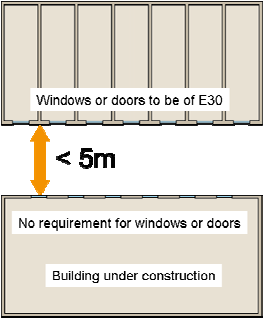 Windows or doors to be of E30
< 5m
No requirement for windows or doors
Building under construction